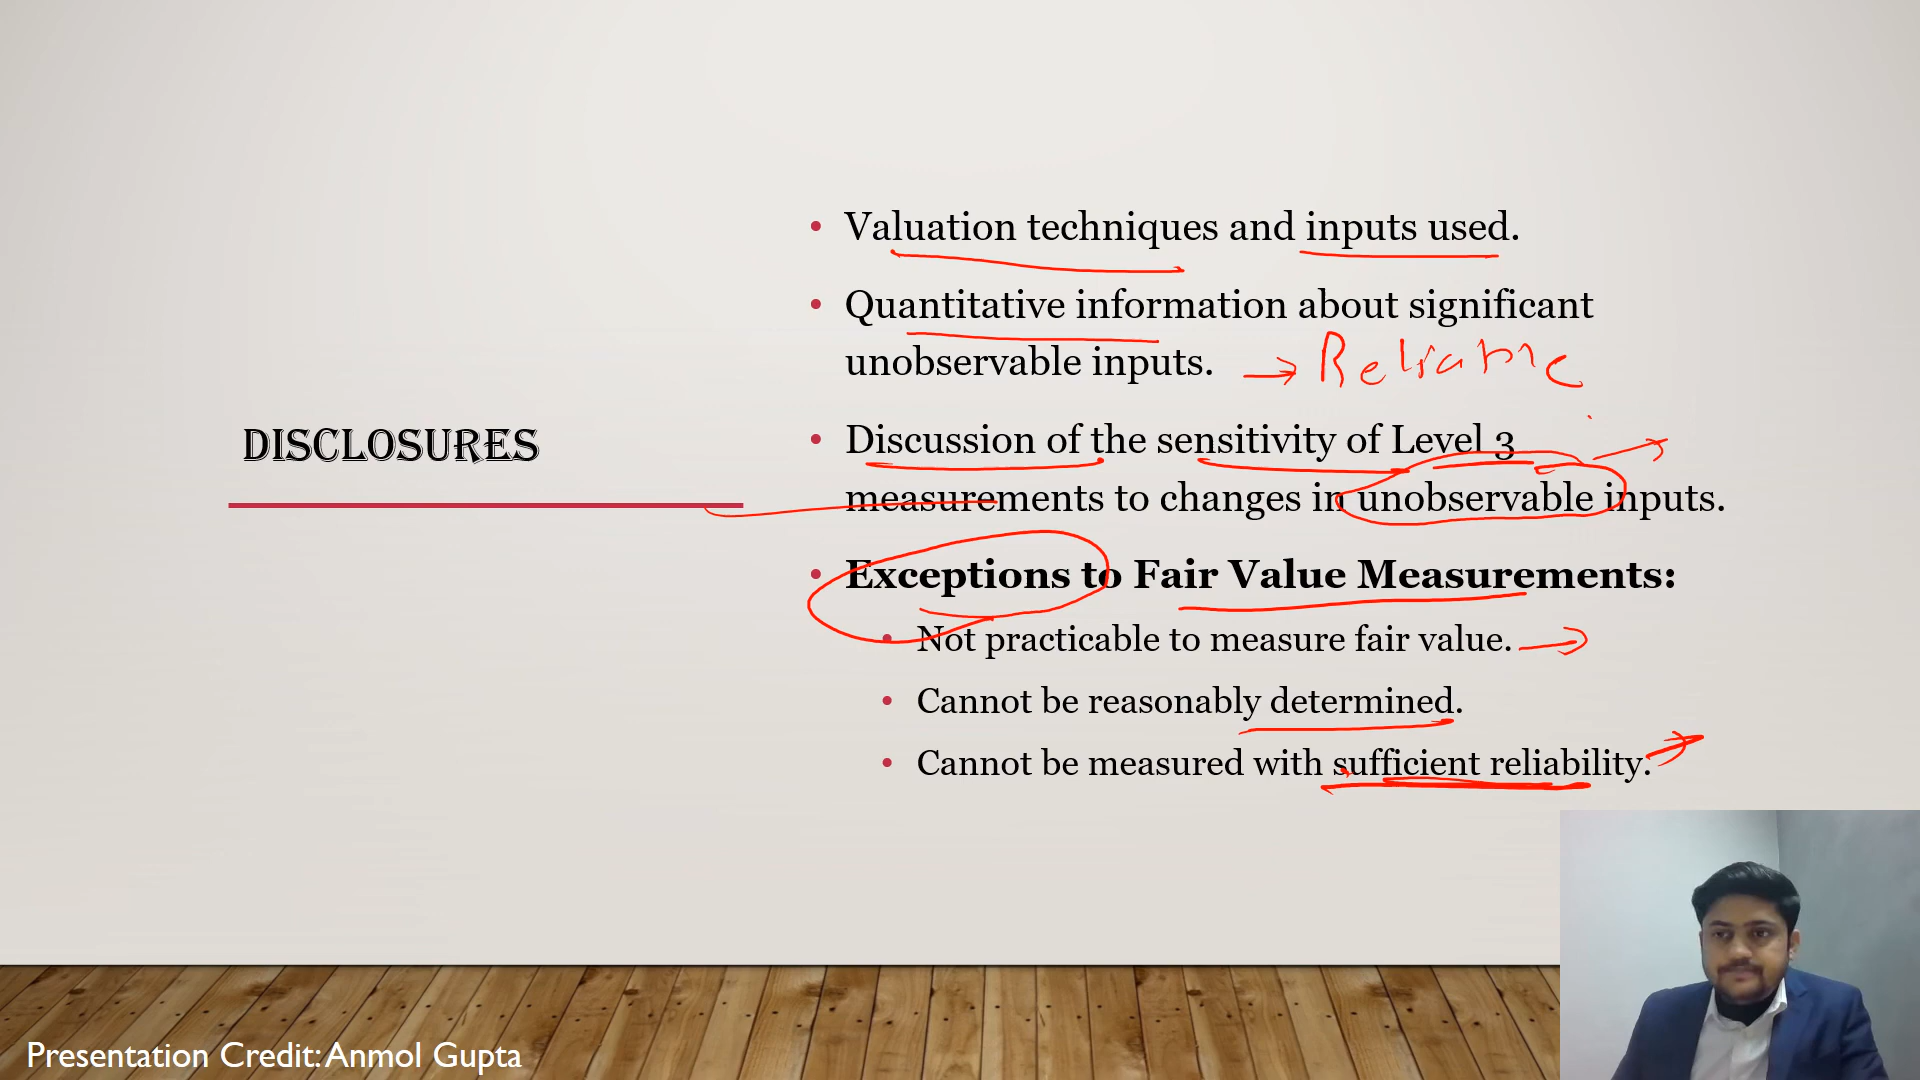 DISCLOSURES
• Valuation techniques and inputs used.
• Quantitative information about significant
unobservable inputs. → Reliable
• Discussion of the sensitivity of Level 3
measurements to changes in unobservable inputs.
• Exceptions to Fair Value Measurements:
• Not practicable to measure fair value.
• Cannot be reasonably determined.
• Cannot be measured with sufficient reliability.
Presentation Credit: Anmol Gupta